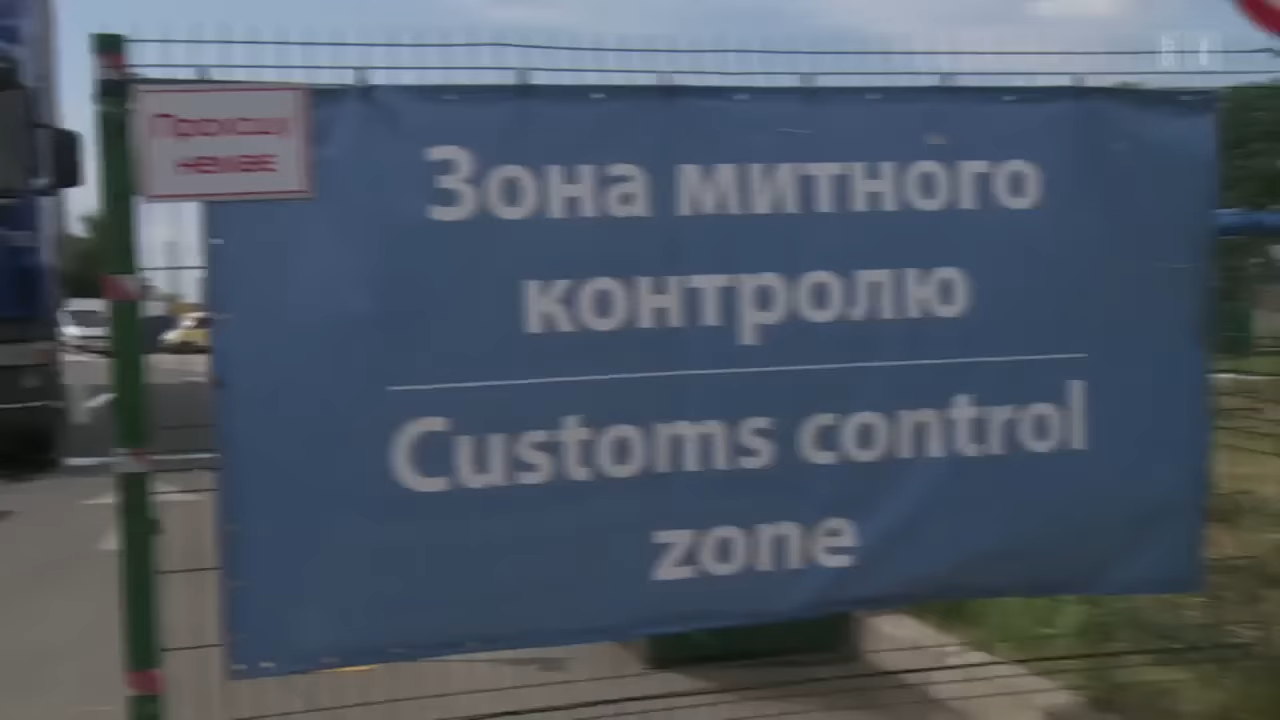 Зона митного
контролю
Customs control
zone